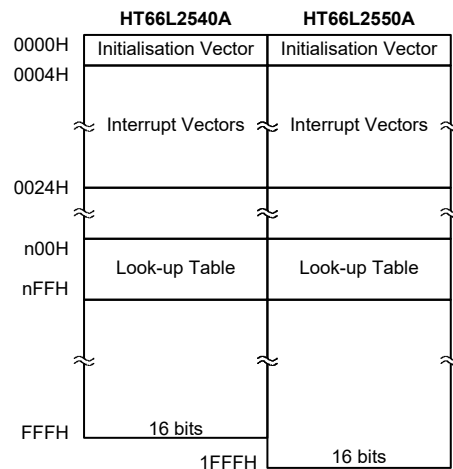 HT66L2540A HT66L2550A
0000H Initialisation Vector Initialisation Vector
0004H
Interrupt Vectors Interrupt Vectors
0024H
n00H
Look-up Table Look-up Table
nFFH
FFFH 16 bits
1FFFH 16 bits